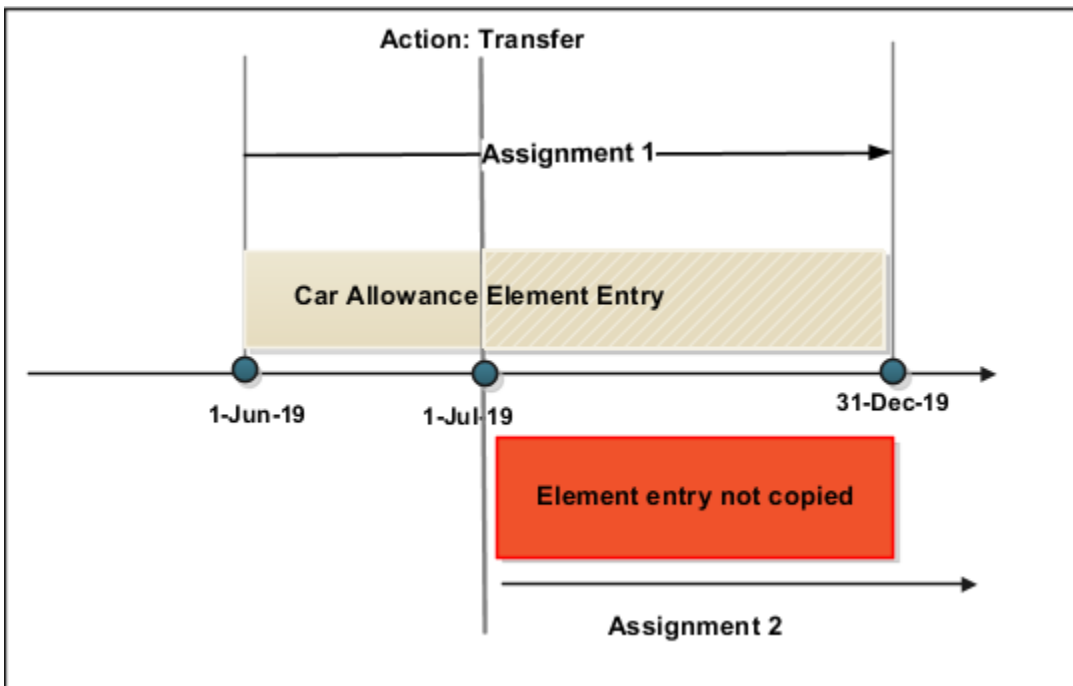 Action: Transfer
Assignment 1
Car Allowance Element Entry
1-Jun-19
1-Jul-19
31-Dec-19
Element entry not copied
Assignment 2